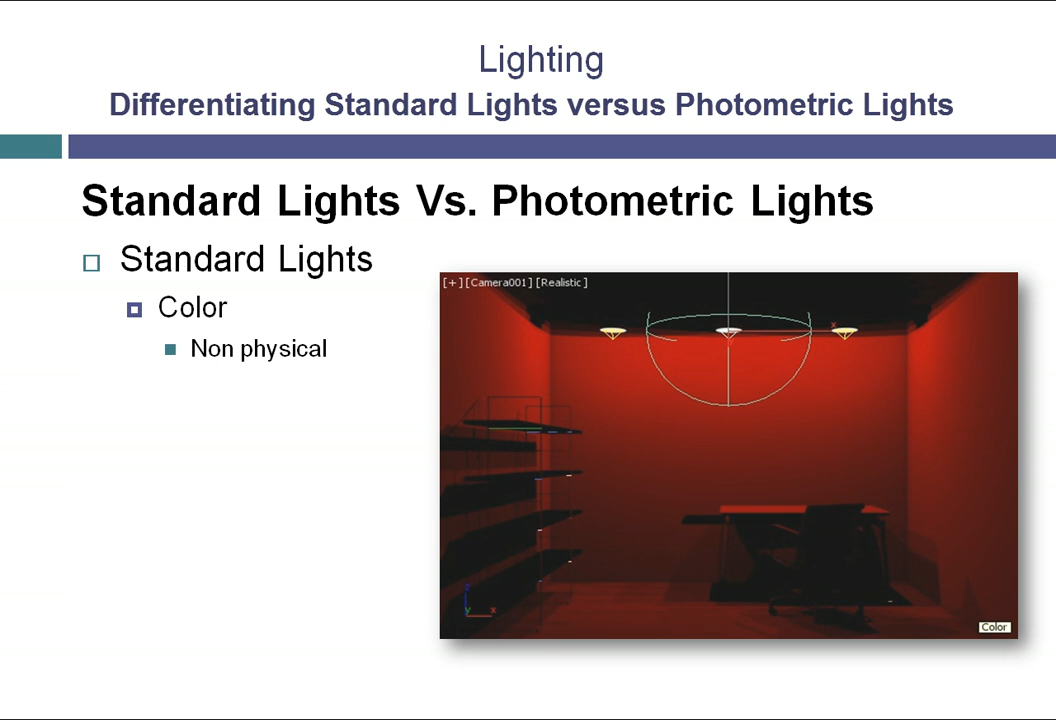 Lighting
Differentiating Standard Lights versus Photometric Lights
Standard Lights Vs. Photometric Lights
Standard Lights
Color
Non physical
[+][Camera001][Realistic]
x
z
y x
Color